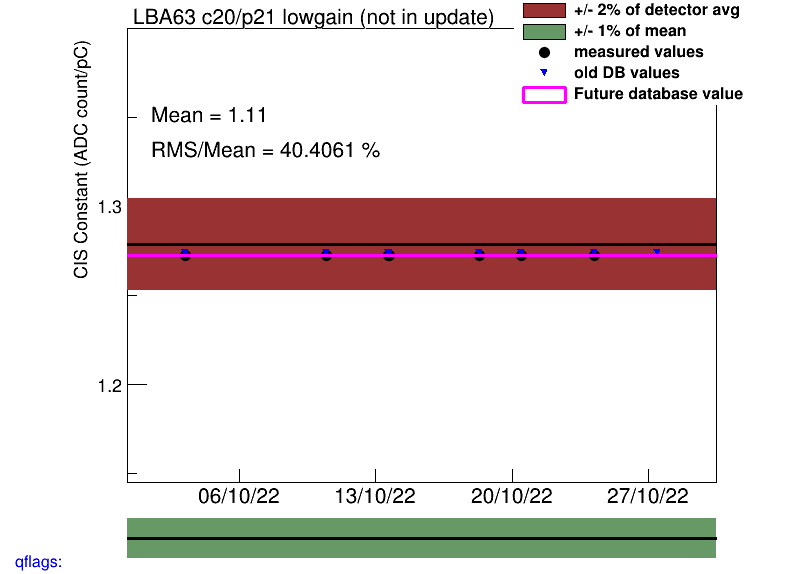 LBA63 c20/p21 lowgain (not in update)
+/- 2% of detector avg
+/- 1% of mean
measured values
old DB values
Future database value
CIS Constant (ADC count/pC)
Mean = 1.11
RMS/Mean = 40.4061 %
1.3
1.2
06/10/22 13/10/22 20/10/22 27/10/22
qflags: